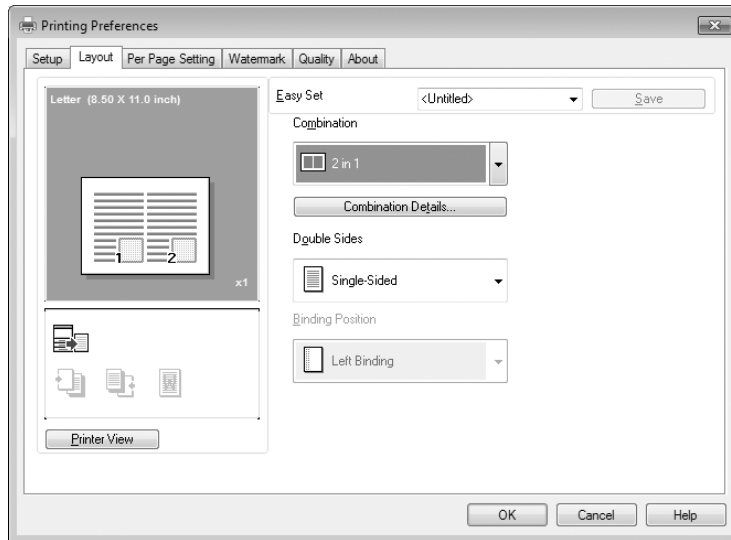 Printing Preferences
Setup Layout Per Page Setting Watermark Quality About
Letter (8.50 X 11.0 inch)
1 2
x1
Printer View
Easy Set <Untitled> Save
Combination
2 in 1
Combination Details...
Double Sides
Single-Sided
Binding Position
Left Binding
OK Cancel Help